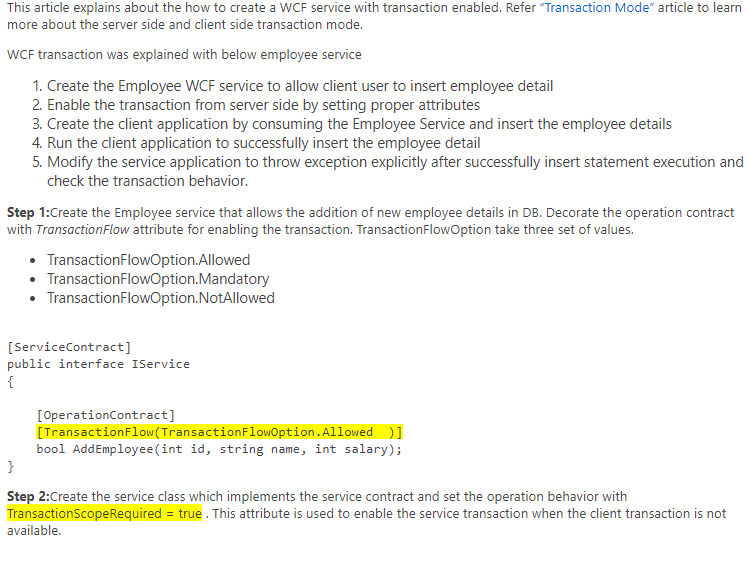 This article explains about the how to create a WCF service with transaction enabled. Refer “Transaction Mode” article to learn
more about the server side and client side transaction mode.
WCF transaction was explained with below employee service
1. Create the Employee WCF service to allow client user to insert employee detail
2. Enable the transaction from server side by setting proper attributes
3. Create the client application by consuming the Employee Service and insert the employee details
4. Run the client application to successfully insert the employee detail
5. Modify the service application to throw exception explicitly after successfully insert statement execution and
check the transaction behavior.
Step 1:Create the Employee service that allows the addition of new employee details in DB. Decorate the operation contract
with TransactionFlow attribute for enabling the transaction. TransactionFlowOption take three set of values.
• TransactionFlowOption.Allowed
• TransactionFlowOption.Mandatory
• TransactionFlowOption.NotAllowed
[ServiceContract]
public interface IService
{
[OperationContract]
[TransactionFlow(TransactionFlowOption.Allowed  )]
bool AddEmployee(int id, string name, int salary);
}
Step 2:Create the service class which implements the service contract and set the operation behavior with
TransactionScopeRequired = true . This attribute is used to enable the service transaction when the client transaction is not
available.